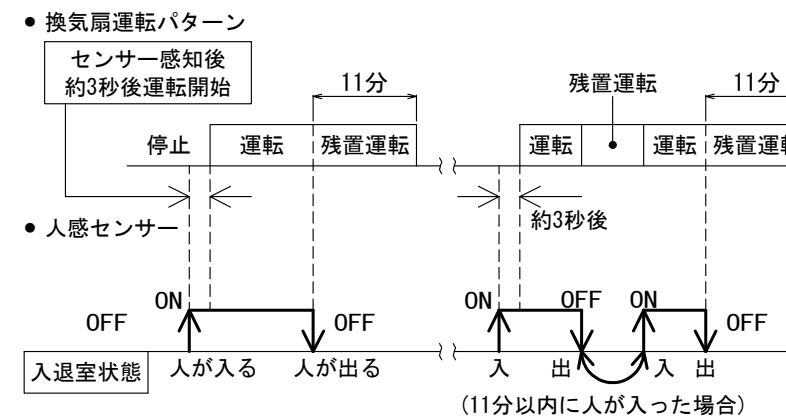 ● 換気扇運転パターン
センサー感知後
約3秒後運転開始
11分
残置運転
11分
停止
運転
残置運転
運転
運転
残置運転
約3秒後
● 人感センサー
ON
OFF
OFF
ON
OFF
ON
OFF
入退室状態
人が入る
人が出る
入
出
入
出
(11分以内に人が入った場合)